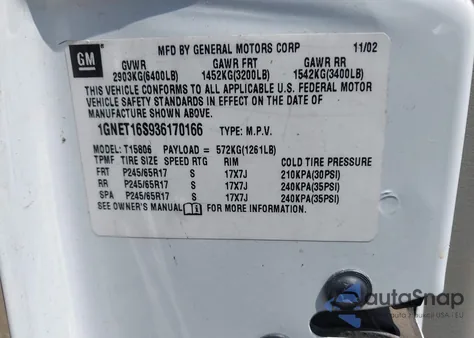 GM
MFD BY GENERAL MOTORS CORP 11/02
GVWR GAWR FRT GAWR RR
2903KG(6400LB) 1452KG(3200LB) 1542KG(3400LB)
THIS VEHICLE CONFORMS TO ALL APPLICABLE U.S. FEDERAL MOTOR
VEHICLE SAFETY STANDARDS IN EFFECT ON THE DATE OF
MANUFACTURE SHOWN ABOVE.
1GNET16S936170166 TYPE: M.P.V.
MODEL: T15806 PAYLOAD = 572KG(1261LB)
TPMF TIRE SIZE SPEED RTG RIM COLD TIRE PRESSURE
FRT P245/65R17 S 17X7J 210KPA(30PSI)
RR P245/65R17 S 17X7J 240KPA(35PSI)
SPA P245/65R17 S 17X7J 240KPA(35PSI)
SEE OWNER'S MANUAL FOR MORE INFORMATION.
autoSnap
USA - EU